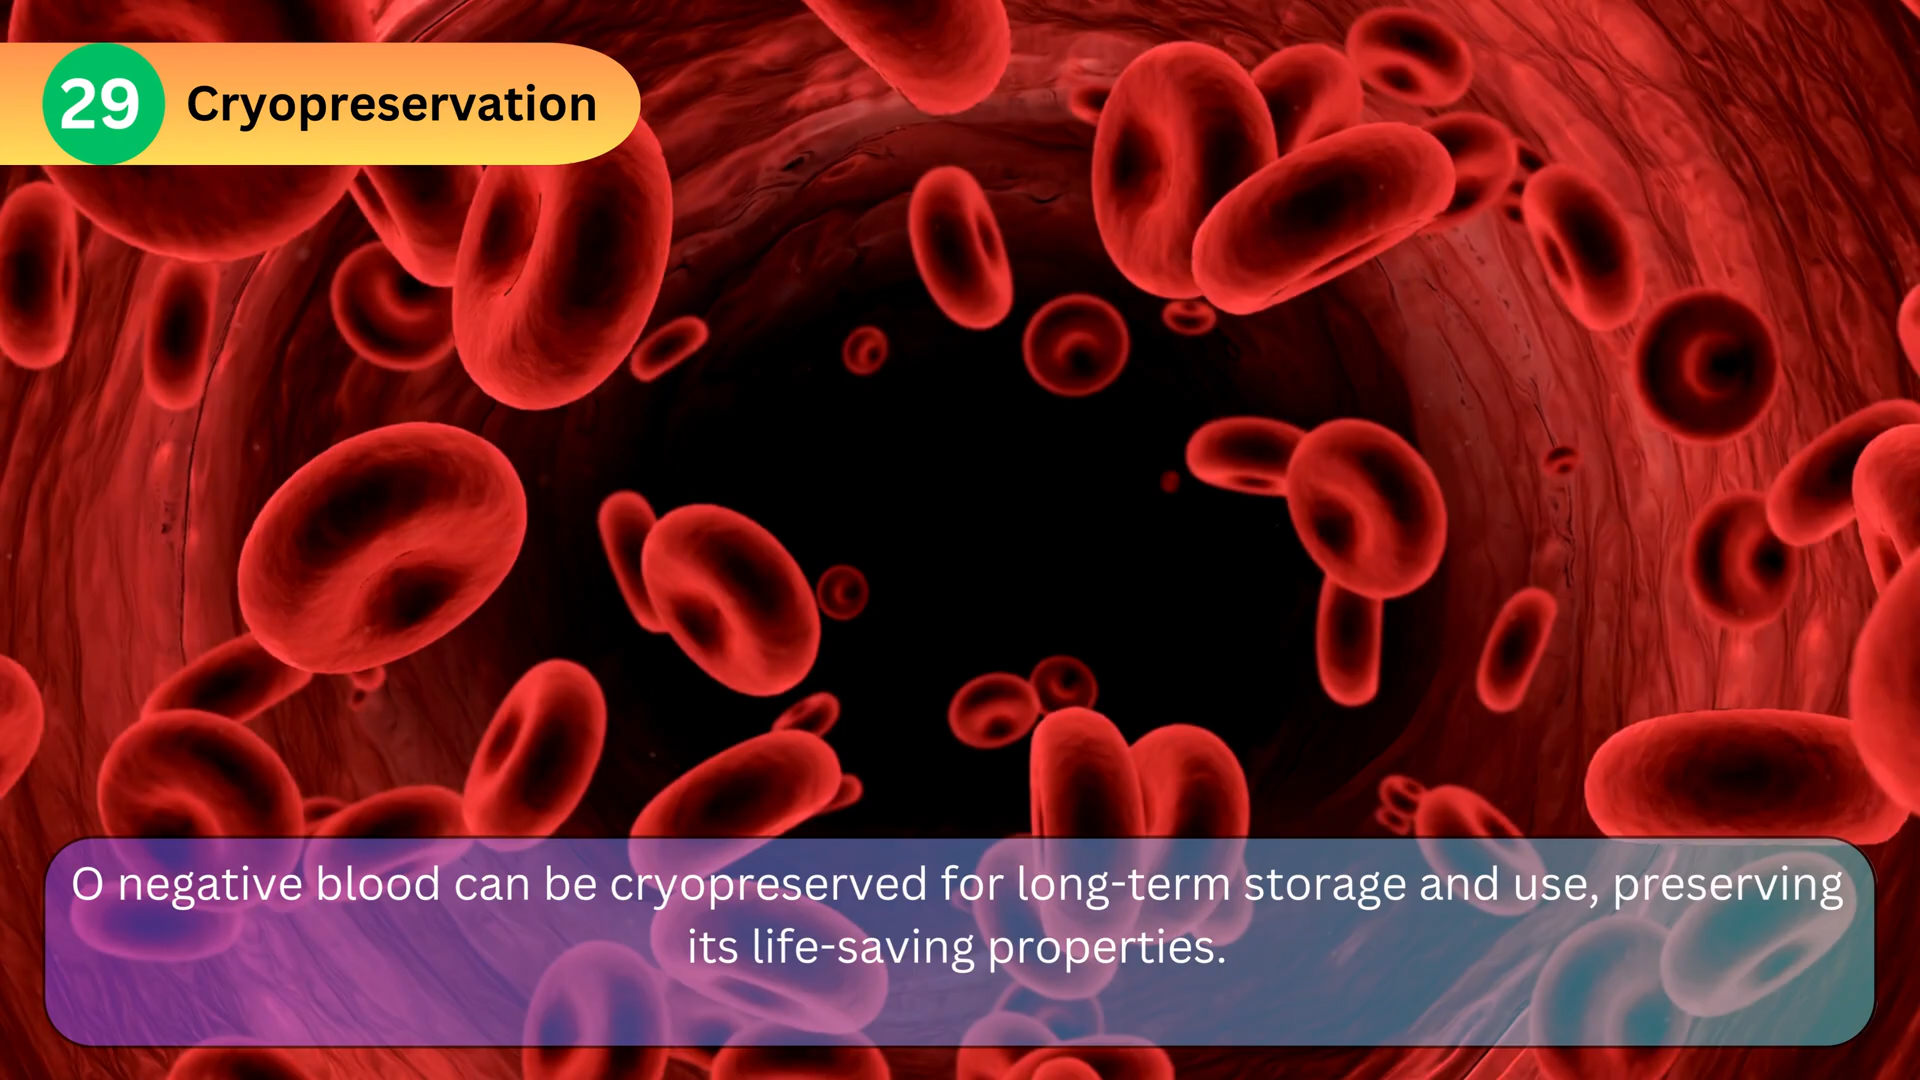 29 Cryopreservation
O negative blood can be cryopreserved for long-term storage and use, preserving
its life-saving properties.